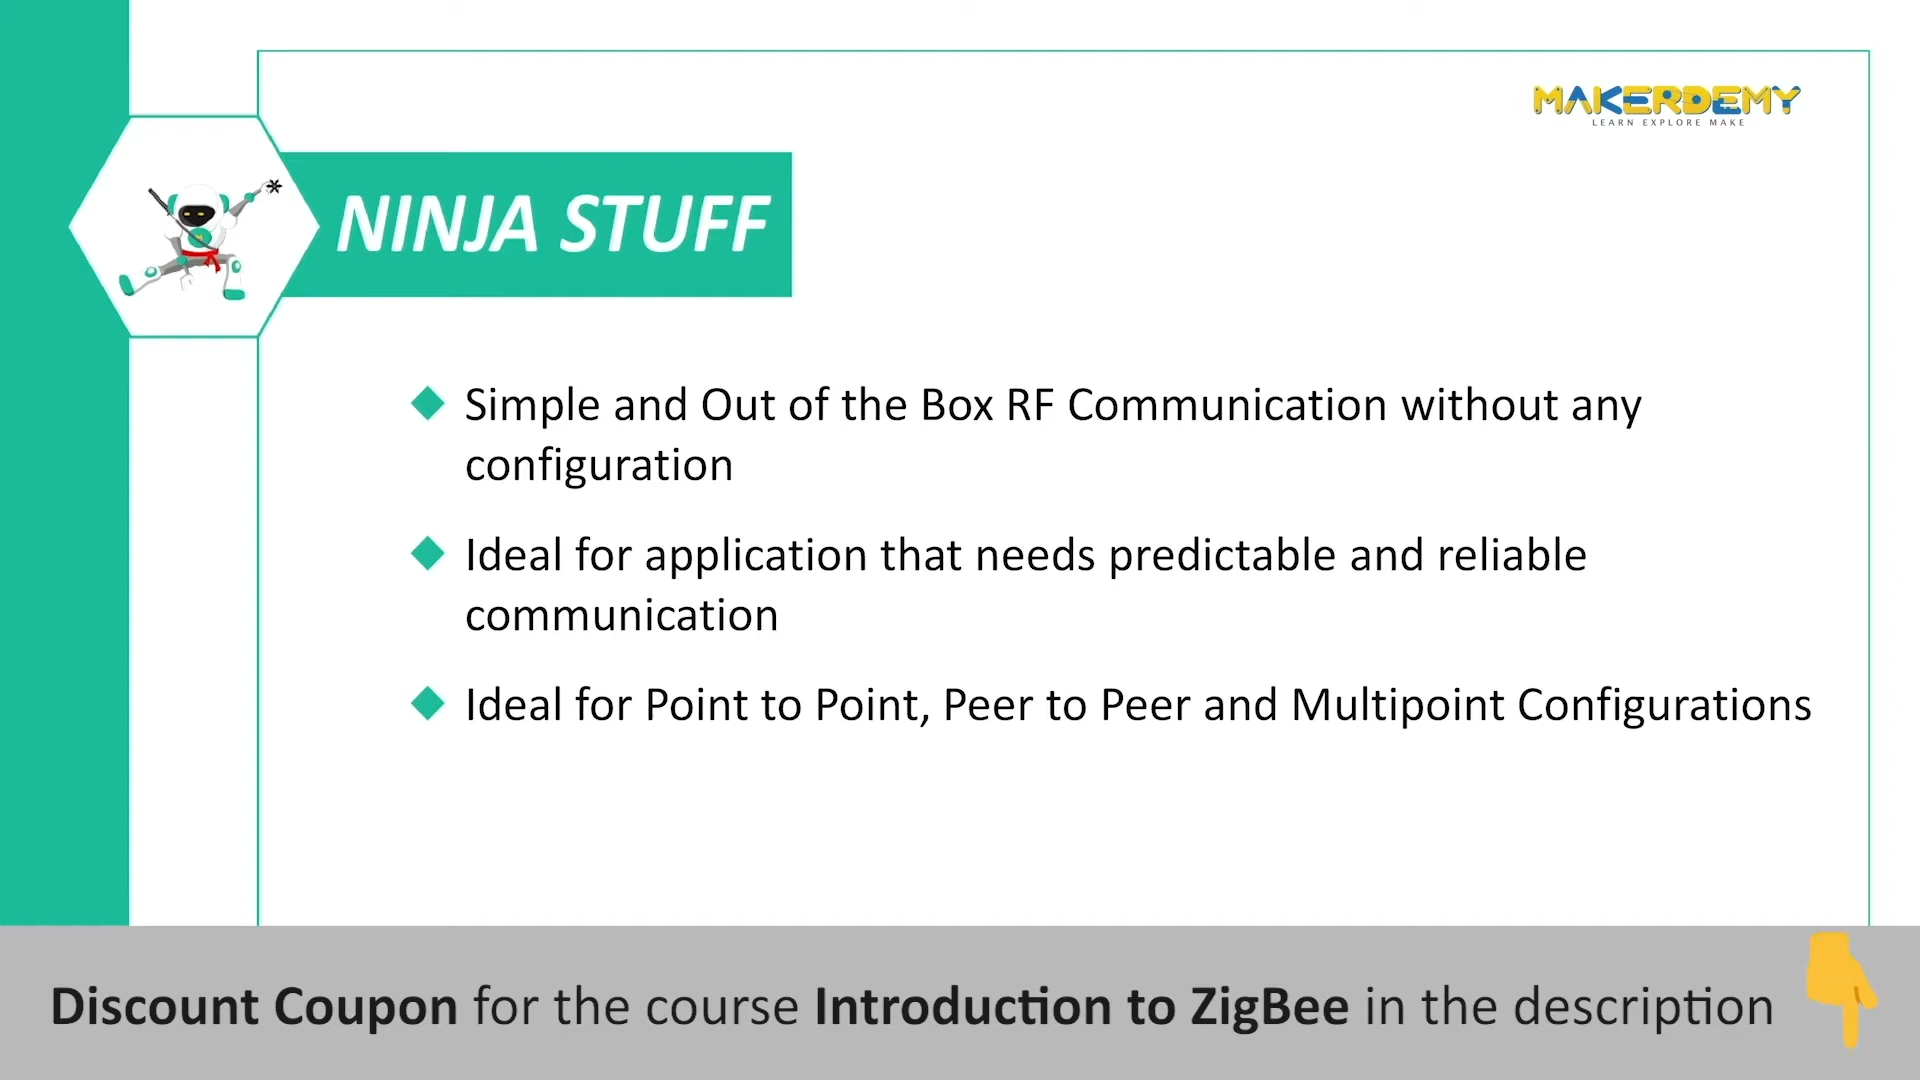 MAKERDEMY
LEARN EXPLORE MAKE
NINJA STUFF
Simple and Out of the Box RF Communication without any
configuration
Ideal for application that needs predictable and reliable
communication
Ideal for Point to Point, Peer to Peer and Multipoint Configurations
Discount Coupon for the course Introduction to ZigBee in the description